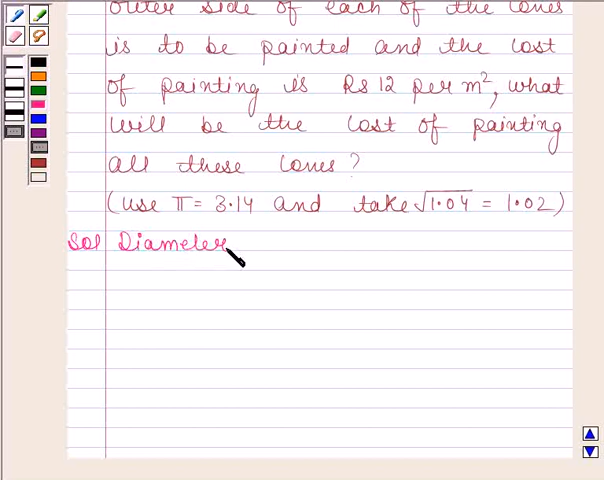 outer side of each of the cones
is to be painted and the cost
of painting is Rs 12 per m², what
will be the cost of painting
all these cones?
(use π = 3.14 and take √1.04 = 1.02)
Sol Diameter